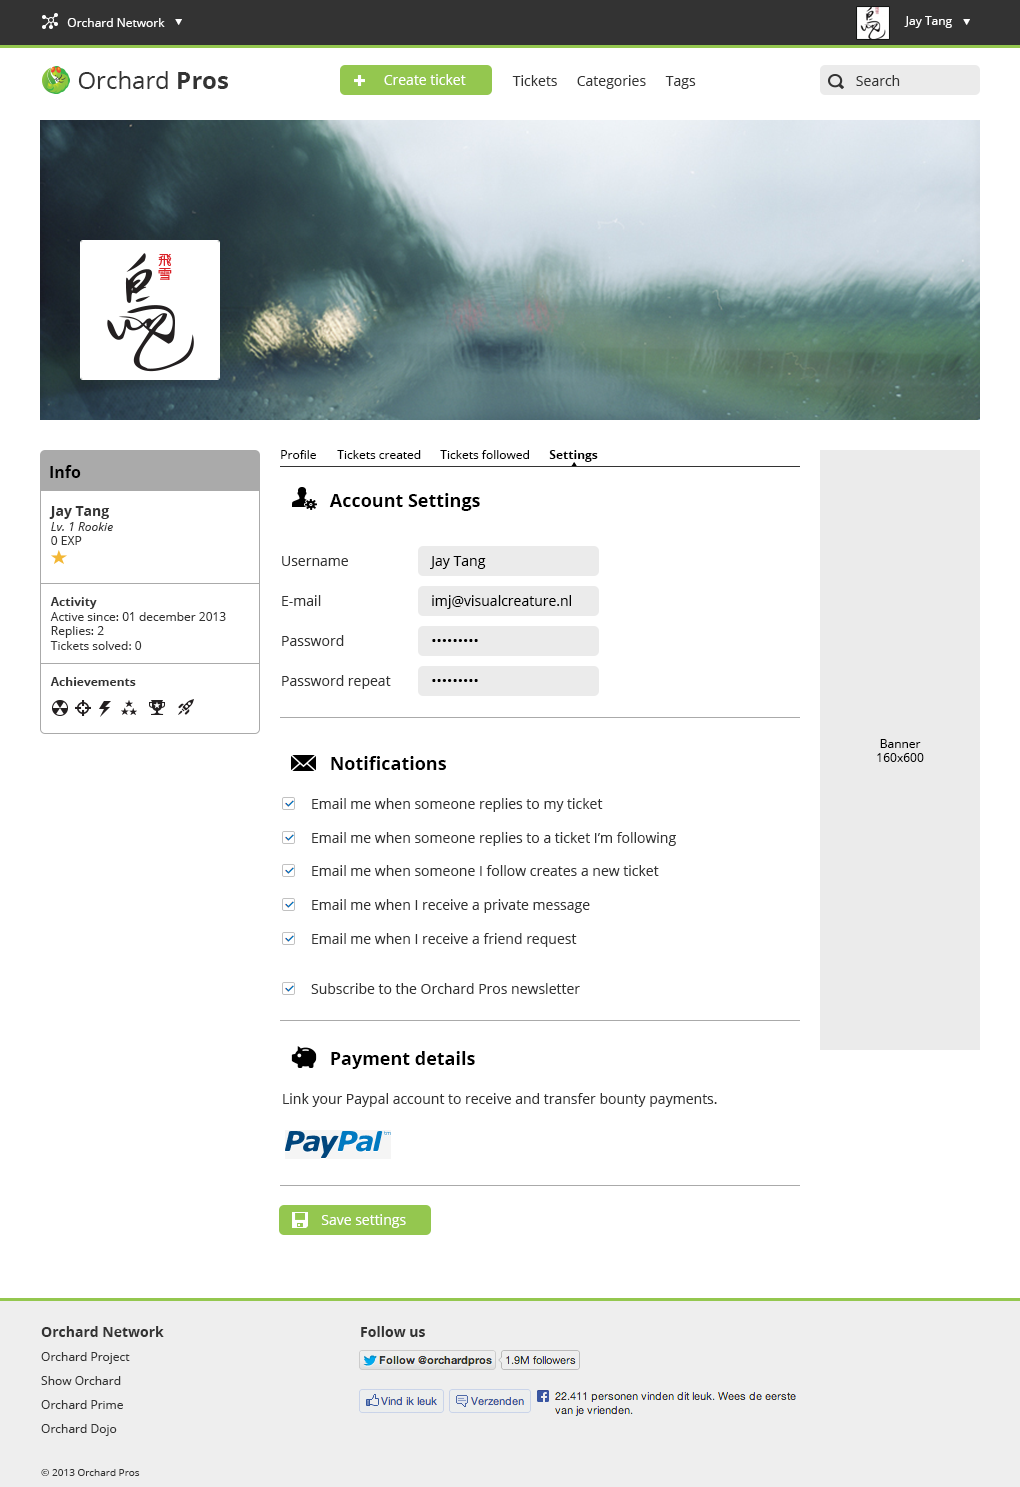 Orchard Network
Jay Tang
Orchard Pros
Create ticket
Tickets
Categories
Tags
Search
飛雪
Info
Jay Tang
Lv. 1 Rookie
0 EXP
Activity
Active since: 01 december 2013
Replies: 2
Tickets solved: 0
Achievements
Profile
Tickets created
Tickets followed
Settings
Account Settings
Username
Jay Tang
E-mail
imj@visualcreature.nl
Password
•••••••••
Password repeat
•••••••••
Notifications
Email me when someone replies to my ticket
Email me when someone replies to a ticket I’m following
Email me when someone I follow creates a new ticket
Email me when I receive a private message
Email me when I receive a friend request
Subscribe to the Orchard Pros newsletter
Payment details
Link your Paypal account to receive and transfer bounty payments.
PayPal™
Save settings
Banner
160x600
Orchard Network
Orchard Project
Show Orchard
Orchard Prime
Orchard Dojo
© 2013 Orchard Pros
Follow us
Follow @orchardpros
1.9M followers
Vind ik leuk
Verzenden
22.411 personen vinden dit leuk. Wees de eerste
van je vrienden.